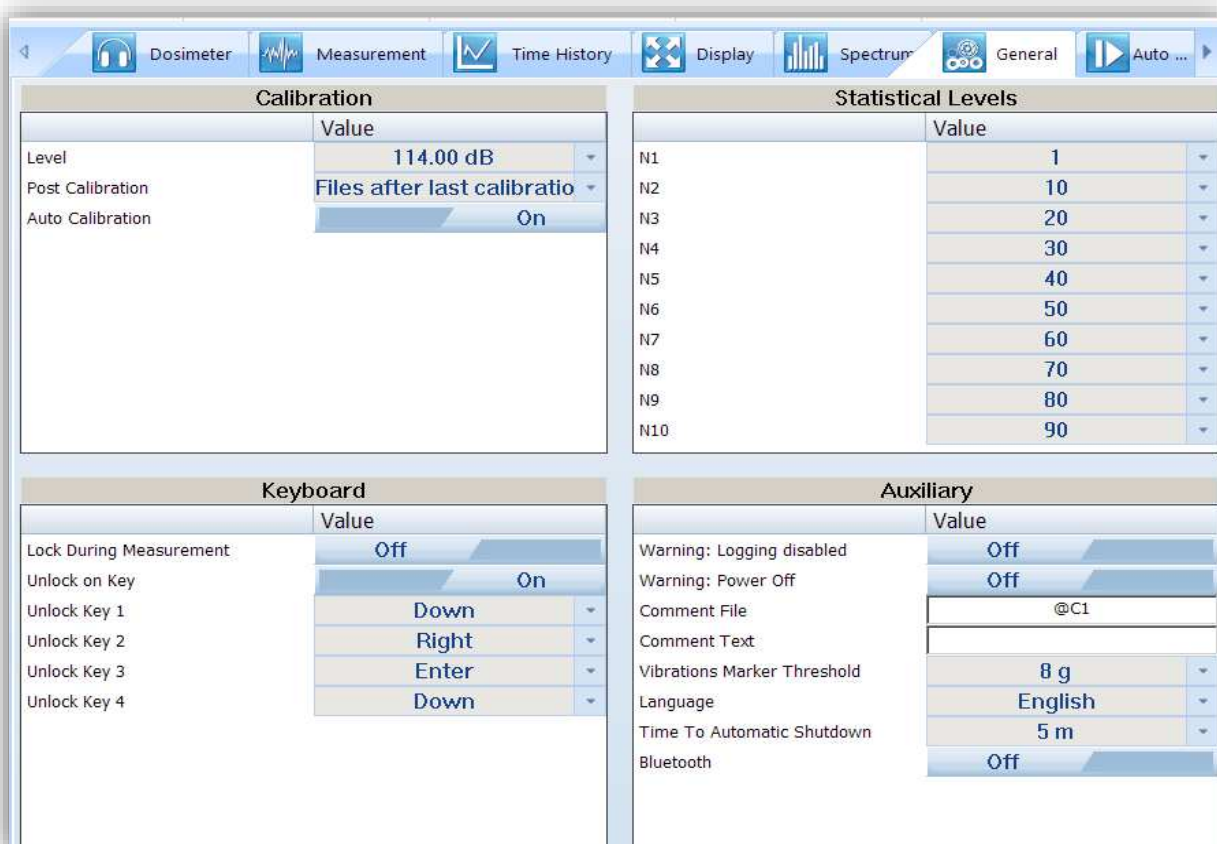 Dosimeter Measurement Time History Display Spectrum General Auto ...
Calibration
Value
Level 114.00 dB
Post Calibration Files after last calibratio
Auto Calibration On
Statistical Levels
Value
N1 1
N2 10
N3 20
N4 30
N5 40
N6 50
N7 60
N8 70
N9 80
N10 90
Keyboard
Value
Lock During Measurement Off
Unlock on Key On
Unlock Key 1 Down
Unlock Key 2 Right
Unlock Key 3 Enter
Unlock Key 4 Down
Auxiliary
Value
Warning: Logging disabled Off
Warning: Power Off Off
Comment File @C1
Comment Text
Vibrations Marker Threshold 8 g
Language English
Time To Automatic Shutdown 5 m
Bluetooth Off